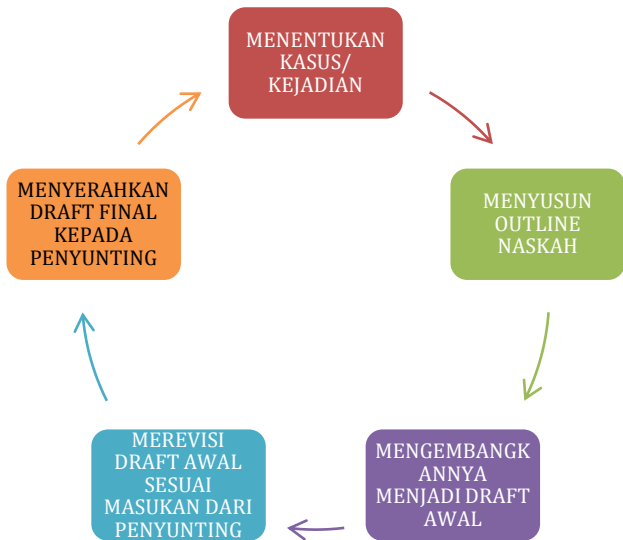 MENENTUKAN
KASUS/
KEJADIAN
MENYUSUN
OUTLINE
NASKAH
MENGEMBANGK
ANNYA
MENJADI DRAFT
AWAL
MEREVISI
DRAFT AWAL
SESUAI
MASUKAN DARI
PENYUNTING
MENYERAHKAN
DRAFT FINAL
KEPADA
PENYUNTING